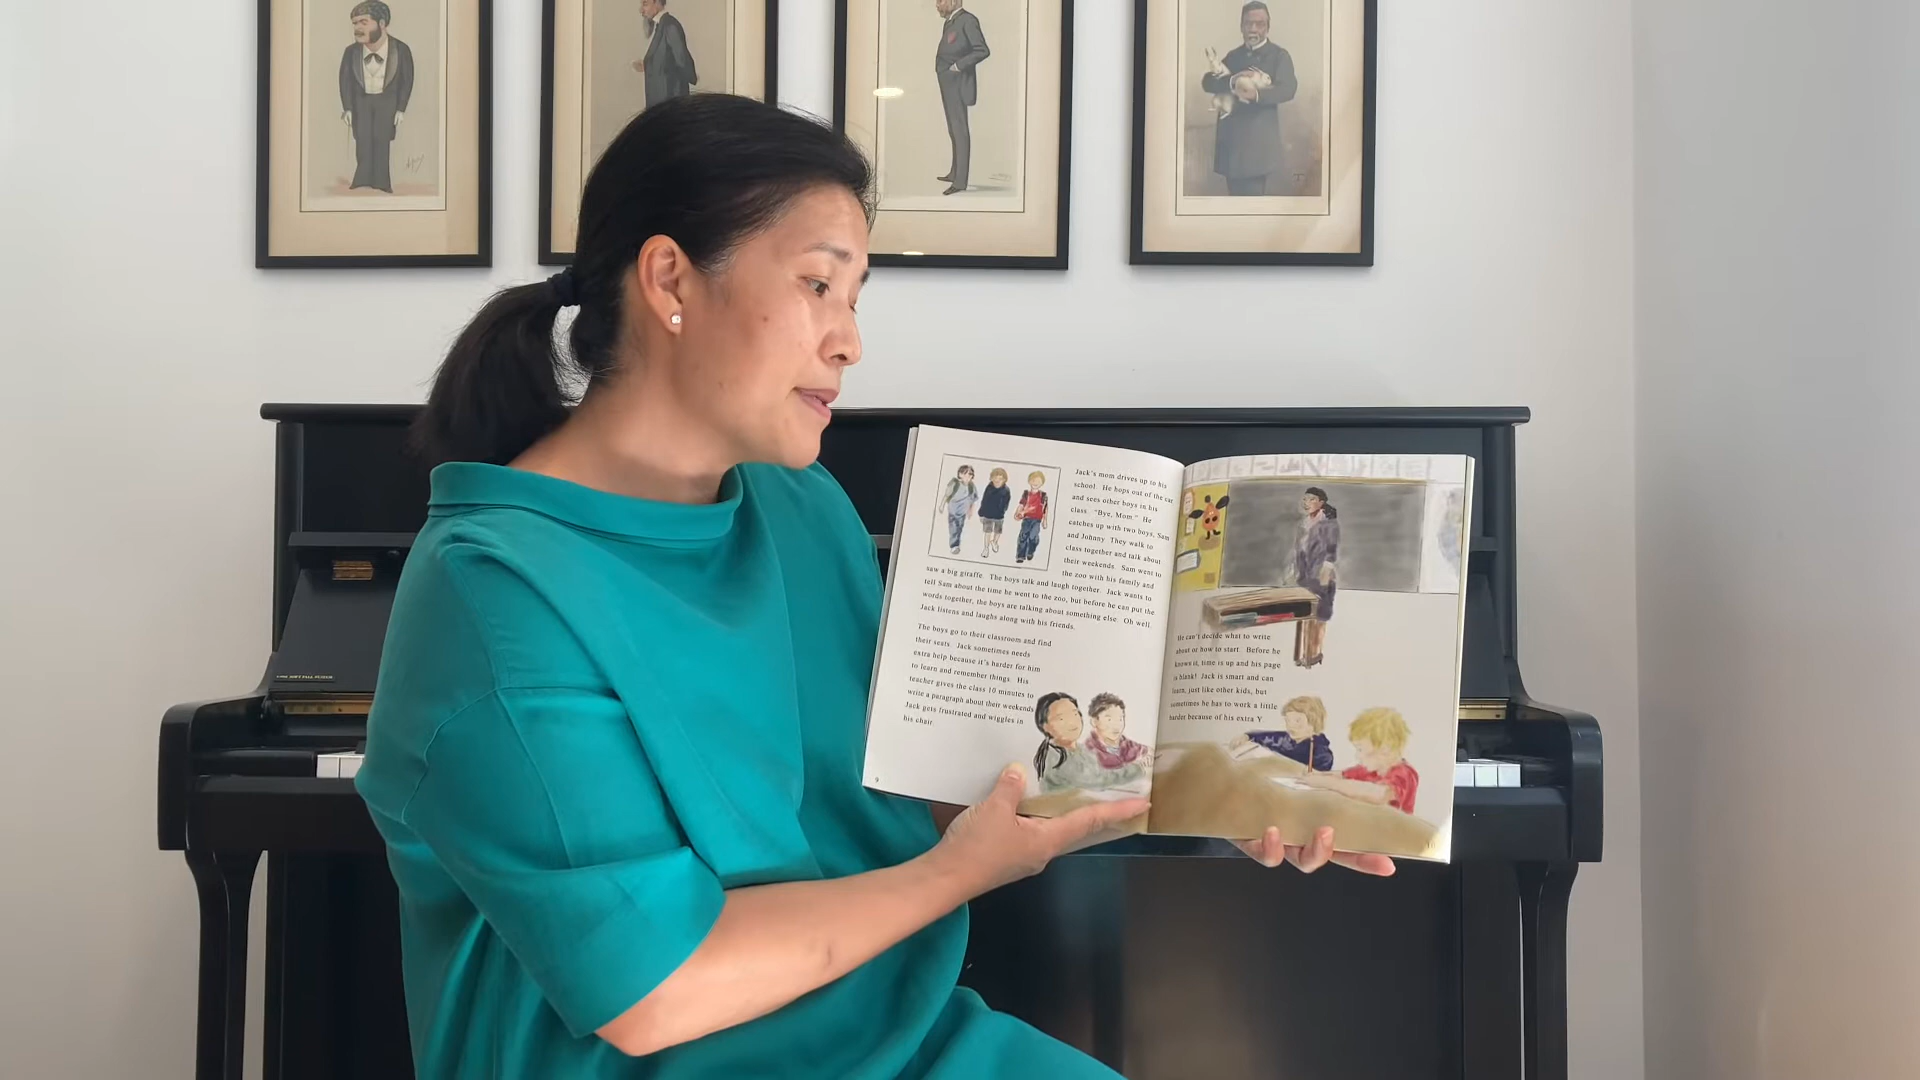 Jack's mom drives up to his
school. He hops out of the car
and sees other boys in his
class. "Bye, Mom." He
catches up with two boys, Sam
and Johnny. They walk to
class together and talk about
their weekends. Sam went to
the zoo with his family and
saw a big giraffe. The boys talk and laugh together. Jack wants to
tell Sam about the time he went to the zoo, but before he can put the
words together, the boys are talking about something else. Oh well,
Jack listens and laughs along with his friends.
The boys go to their classroom and find
their seats. Jack sometimes needs
extra help because it's harder for him
to learn and remember things. His
teacher gives the class 10 minutes to
write a paragraph about their weekends.
Jack gets frustrated and wiggles in
his chair.
9
He can't decide what to write
about or how to start. Before he
knows it, time is up and his page
is blank! Jack is smart and can
learn, just like other kids, but
sometimes he has to work a little
harder because of his extra Y
10